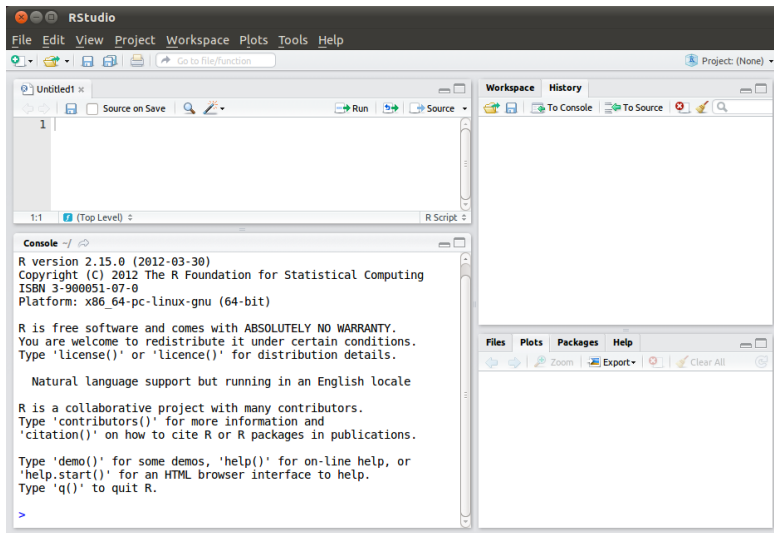 RStudio
File Edit View Project Workspace Plots Tools Help
Go to file/function
Project: (None)
Untitled1
Source on Save
Run
Source
1
1:1
(Top Level)
R Script
Console ~/
R version 2.15.0 (2012-03-30)
Copyright (C) 2012 The R Foundation for Statistical Computing
ISBN 3-900051-07-0
Platform: x86_64-pc-linux-gnu (64-bit)
R is free software and comes with ABSOLUTELY NO WARRANTY.
You are welcome to redistribute it under certain conditions.
Type 'license()' or 'licence()' for distribution details.
Natural language support but running in an English locale
R is a collaborative project with many contributors.
Type 'contributors()' for more information and
'citation()' on how to cite R or R packages in publications.
Type 'demo()' for some demos, 'help()' for on-line help, or
'help.start()' for an HTML browser interface to help.
Type 'q()' to quit R.
>
Workspace History
To Console To Source
Files Plots Packages Help
Zoom Export Clear All